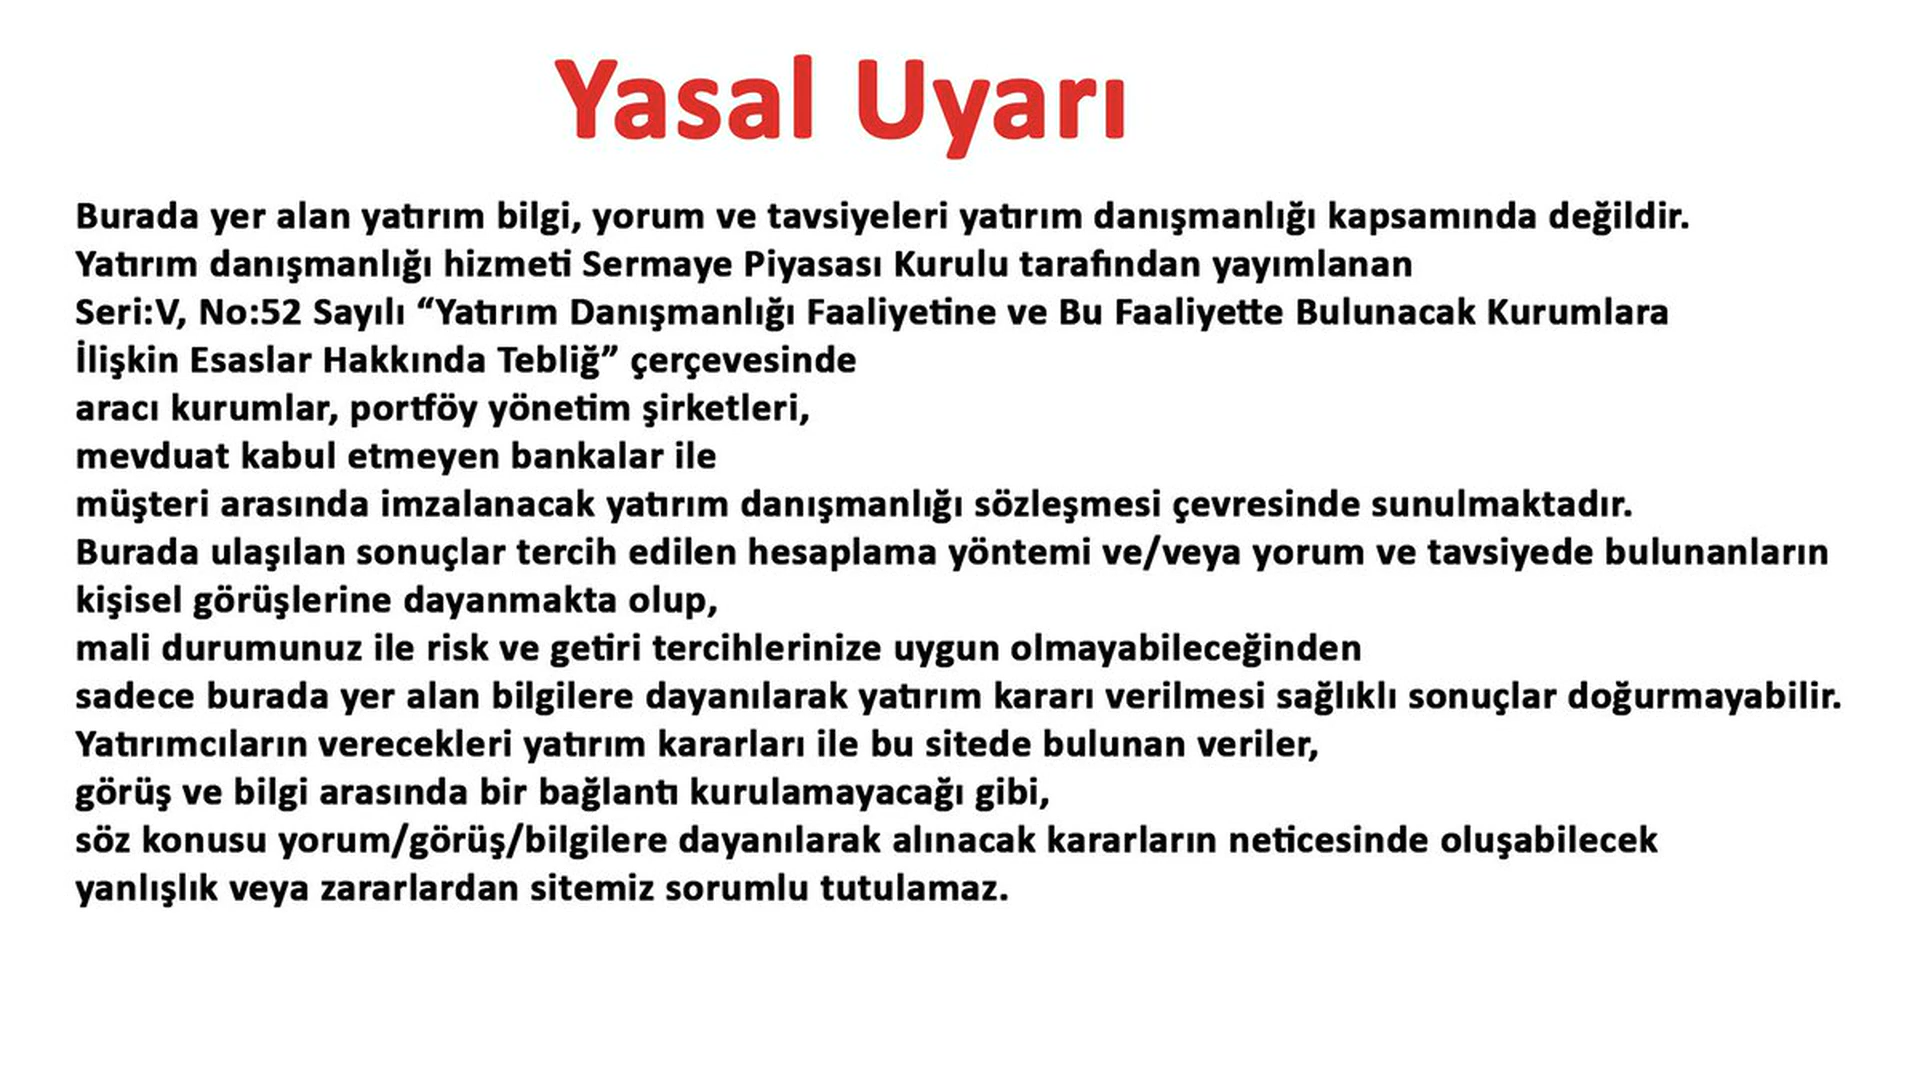 Yasal Uyarı
Burada yer alan yatırım bilgi, yorum ve tavsiyeleri yatırım danışmanlığı kapsamında değildir.
Yatırım danışmanlığı hizmeti Sermaye Piyasası Kurulu tarafından yayımlanan
Seri:V, No:52 Sayılı “Yatırım Danışmanlığı Faaliyetine ve Bu Faaliyette Bulunacak Kurumlara
İlişkin Esaslar Hakkında Tebliğ” çerçevesinde
aracı kurumlar, portföy yönetim şirketleri,
mevduat kabul etmeyen bankalar ile
müşteri arasında imzalanacak yatırım danışmanlığı sözleşmesi çevresinde sunulmaktadır.
Burada ulaşılan sonuçlar tercih edilen hesaplama yöntemi ve/veya yorum ve tavsiyede bulunanların
kişisel görüşlerine dayanmakta olup,
mali durumunuz ile risk ve getiri tercihlerinize uygun olmayabileceğinden
sadece burada yer alan bilgilere dayanılarak yatırım kararı verilmesi sağlıklı sonuçlar doğurmayabilir.
Yatırımcıların verecekleri yatırım kararları ile bu sitede bulunan veriler,
görüş ve bilgi arasında bir bağlantı kurulamayacağı gibi,
söz konusu yorum/görüş/bilgilere dayanılarak alınacak kararların neticesinde oluşabilecek
yanlışlık veya zararlardan sitemiz sorumlu tutulamaz.